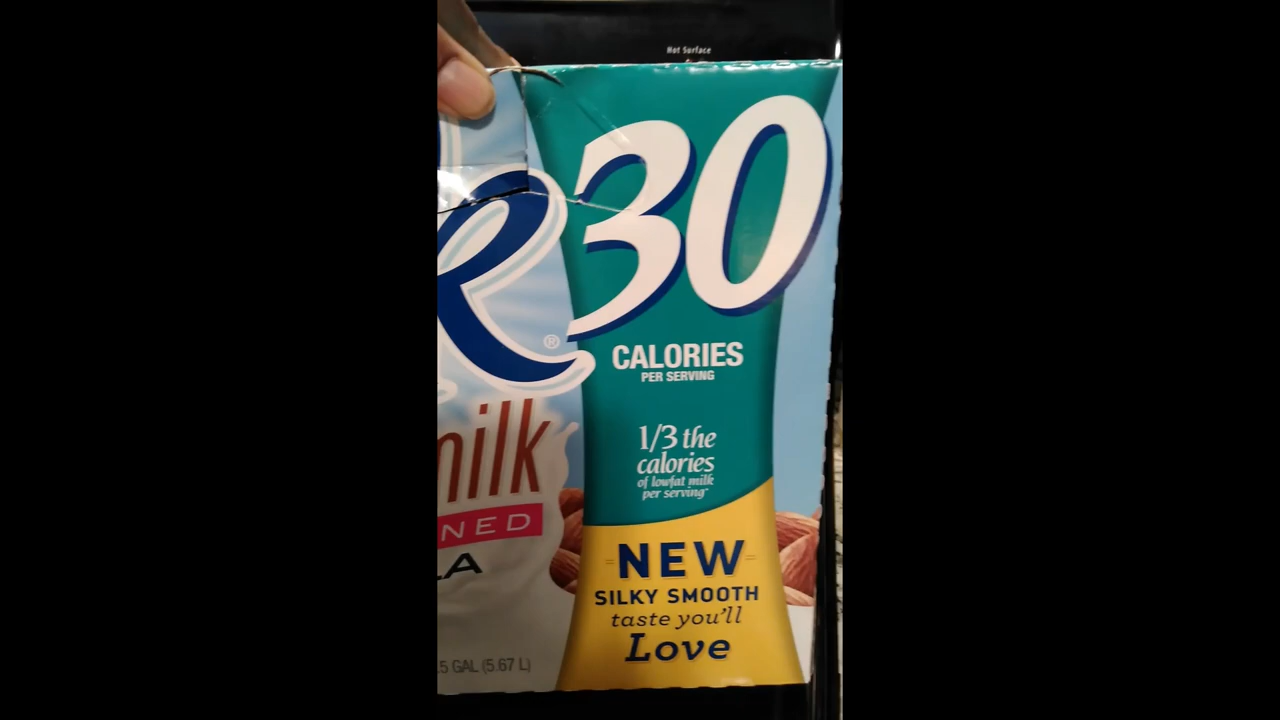 Hot Surface
30
®
CALORIES
PER SERVING
milk
1/3 the
calories
of lowfat milk
per serving*
NED
LA
NEW
SILKY SMOOTH
taste you'll
Love
.5 GAL (5.67 L)